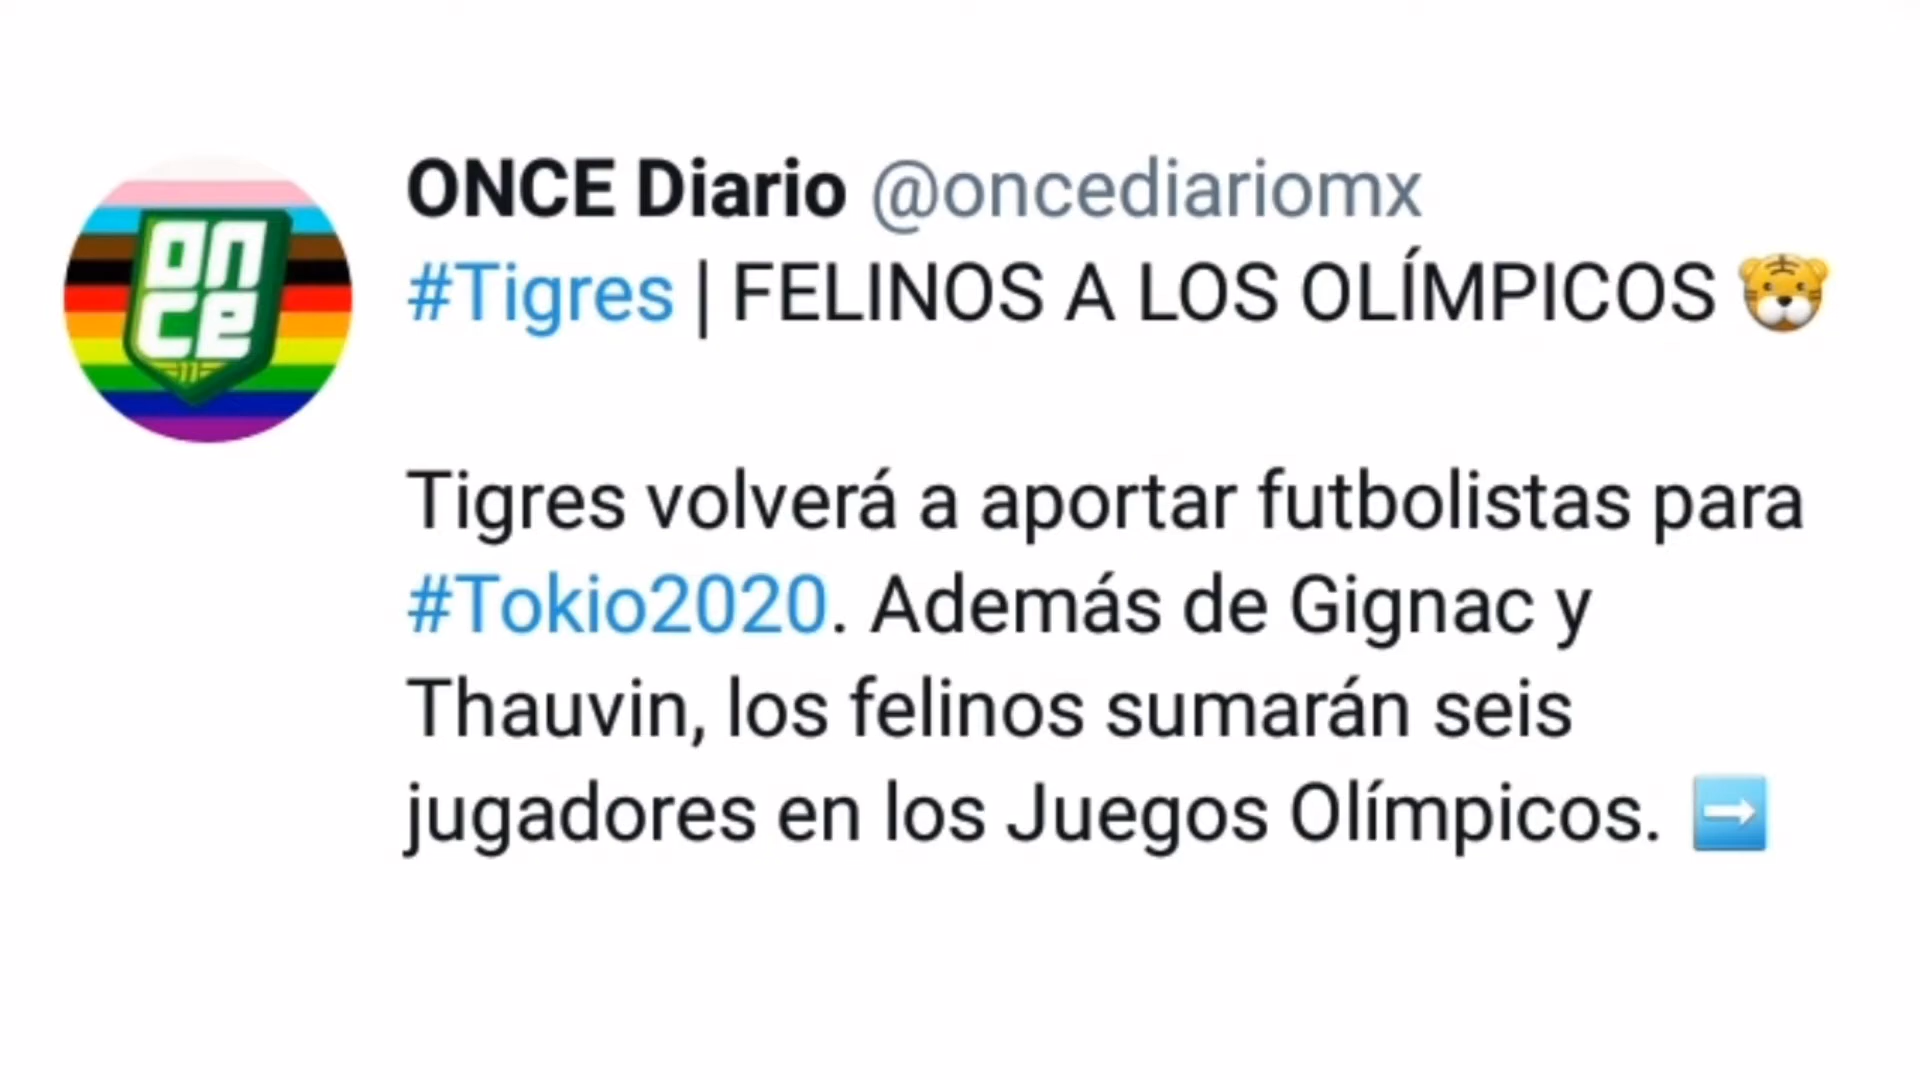 once
ONCE Diario @oncediariomx
#Tigres | FELINOS A LOS OLÍMPICOS 🐯
Tigres volverá a aportar futbolistas para
#Tokio2020. Además de Gignac y
Thauvin, los felinos sumarán seis
jugadores en los Juegos Olímpicos. ➡️